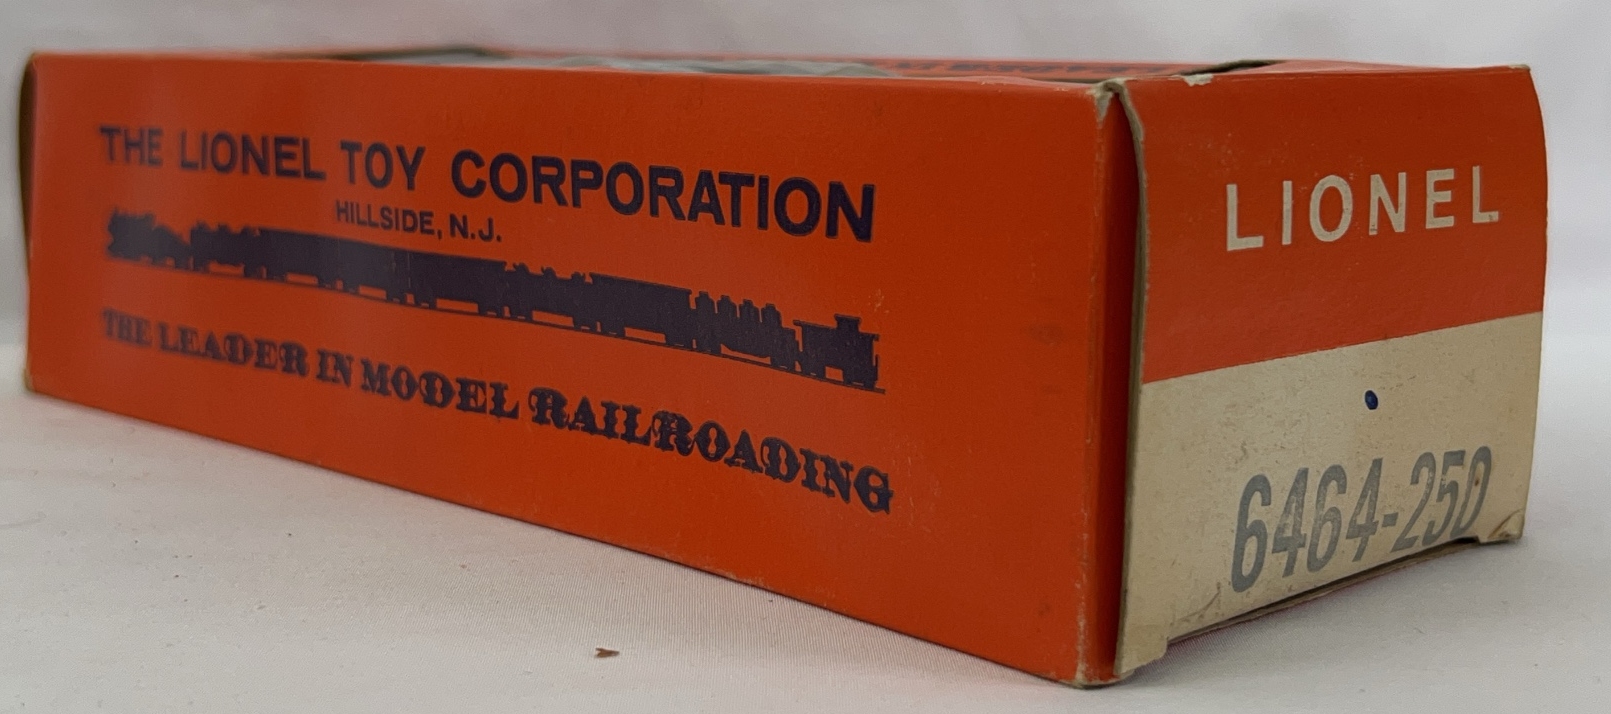 THE LIONEL TOY CORPORATION
HILLSIDE, N.J.
THE LEADER IN MODEL RAILROADING
LIONEL
6464-250